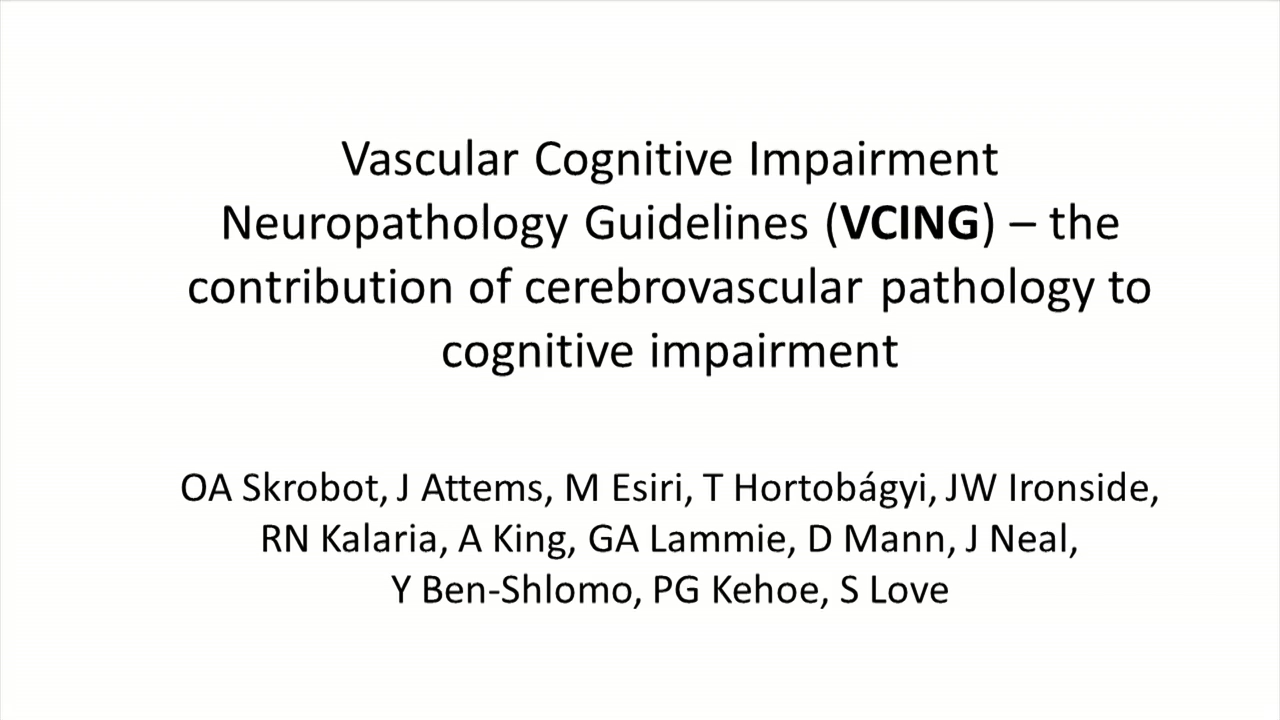 Vascular Cognitive Impairment
Neuropathology Guidelines (VCING) – the
contribution of cerebrovascular pathology to
cognitive impairment
OA Skrobot, J Attems, M Esiri, T Hortobágyi, JW Ironside,
RN Kalaria, A King, GA Lammie, D Mann, J Neal,
Y Ben-Shlomo, PG Kehoe, S Love